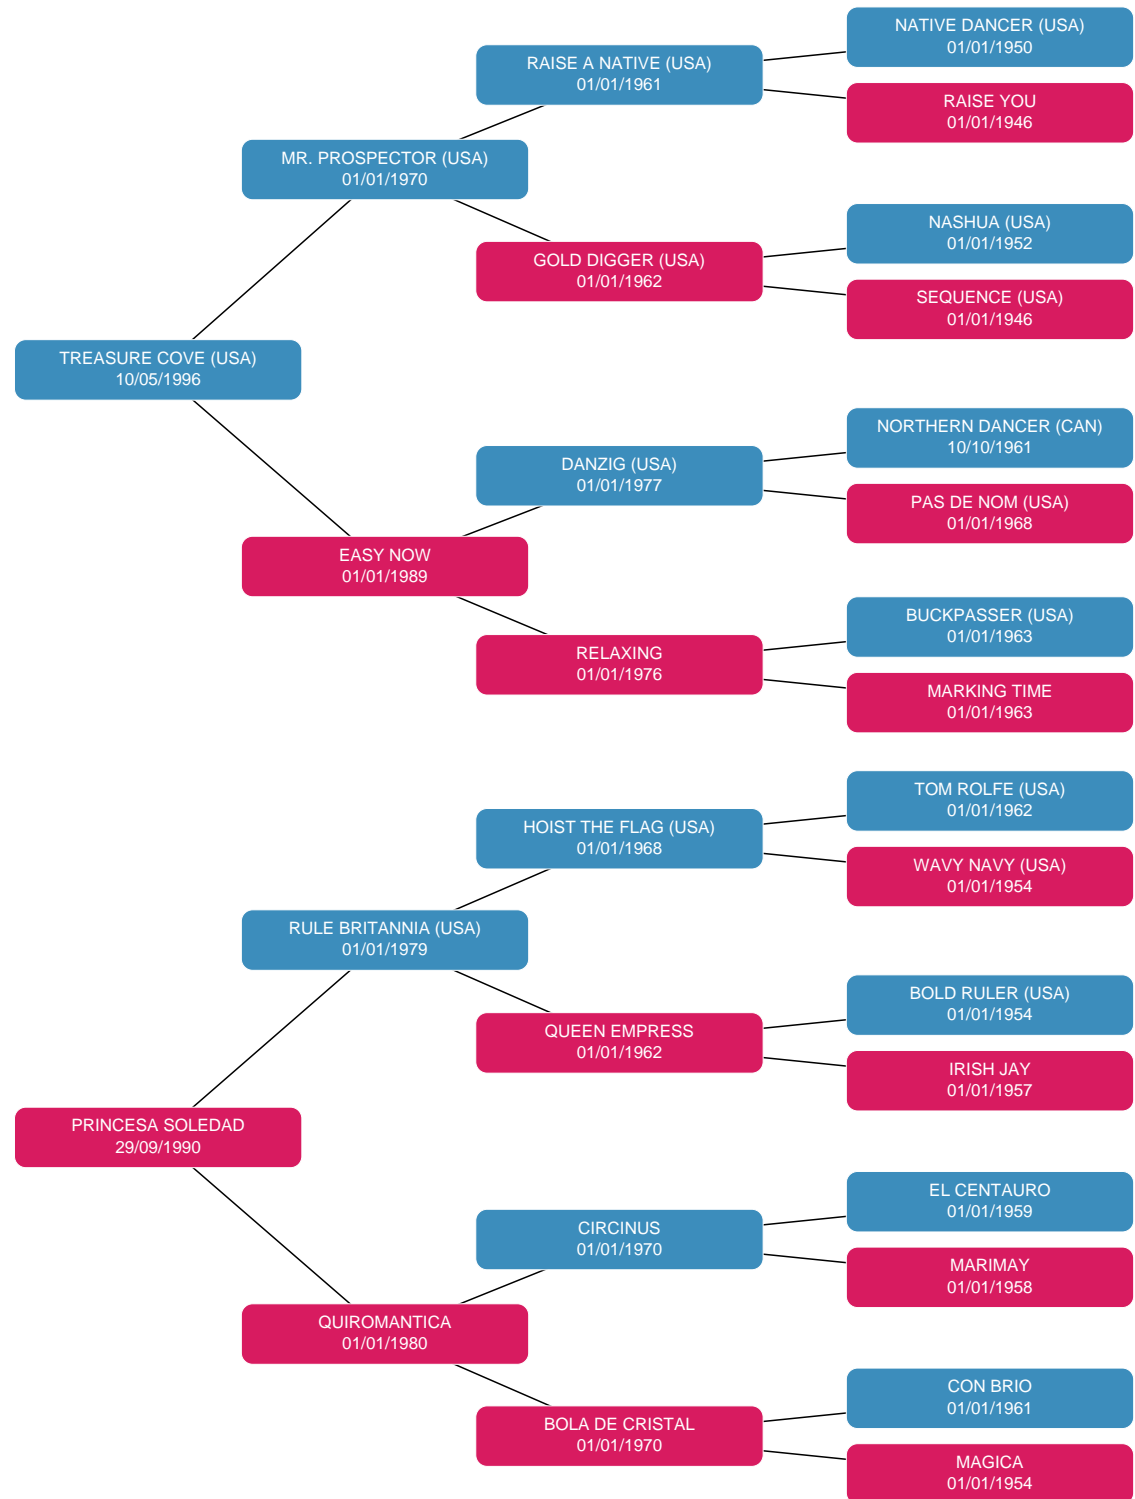 NATIVE DANCER (USA)
01/01/1950
RAISE A NATIVE (USA)
01/01/1961
RAISE YOU
01/01/1946
MR. PROSPECTOR (USA)
01/01/1970
NASHUA (USA)
01/01/1952
GOLD DIGGER (USA)
01/01/1962
SEQUENCE (USA)
01/01/1946
TREASURE COVE (USA)
10/05/1996
NORTHERN DANCER (CAN)
10/10/1961
DANZIG (USA)
01/01/1977
PAS DE NOM (USA)
01/01/1968
EASY NOW
01/01/1989
BUCKPASSER (USA)
01/01/1963
RELAXING
01/01/1976
MARKING TIME
01/01/1963
TOM ROLFE (USA)
01/01/1962
HOIST THE FLAG (USA)
01/01/1968
WAVY NAVY (USA)
01/01/1954
RULE BRITANNIA (USA)
01/01/1979
BOLD RULER (USA)
01/01/1954
QUEEN EMPRESS
01/01/1962
IRISH JAY
01/01/1957
PRINCESA SOLEDAD
29/09/1990
EL CENTAURO
01/01/1959
CIRCINUS
01/01/1970
MARIMAY
01/01/1958
QUIROMANTICA
01/01/1980
CON BRIO
01/01/1961
BOLA DE CRISTAL
01/01/1970
MAGICA
01/01/1954